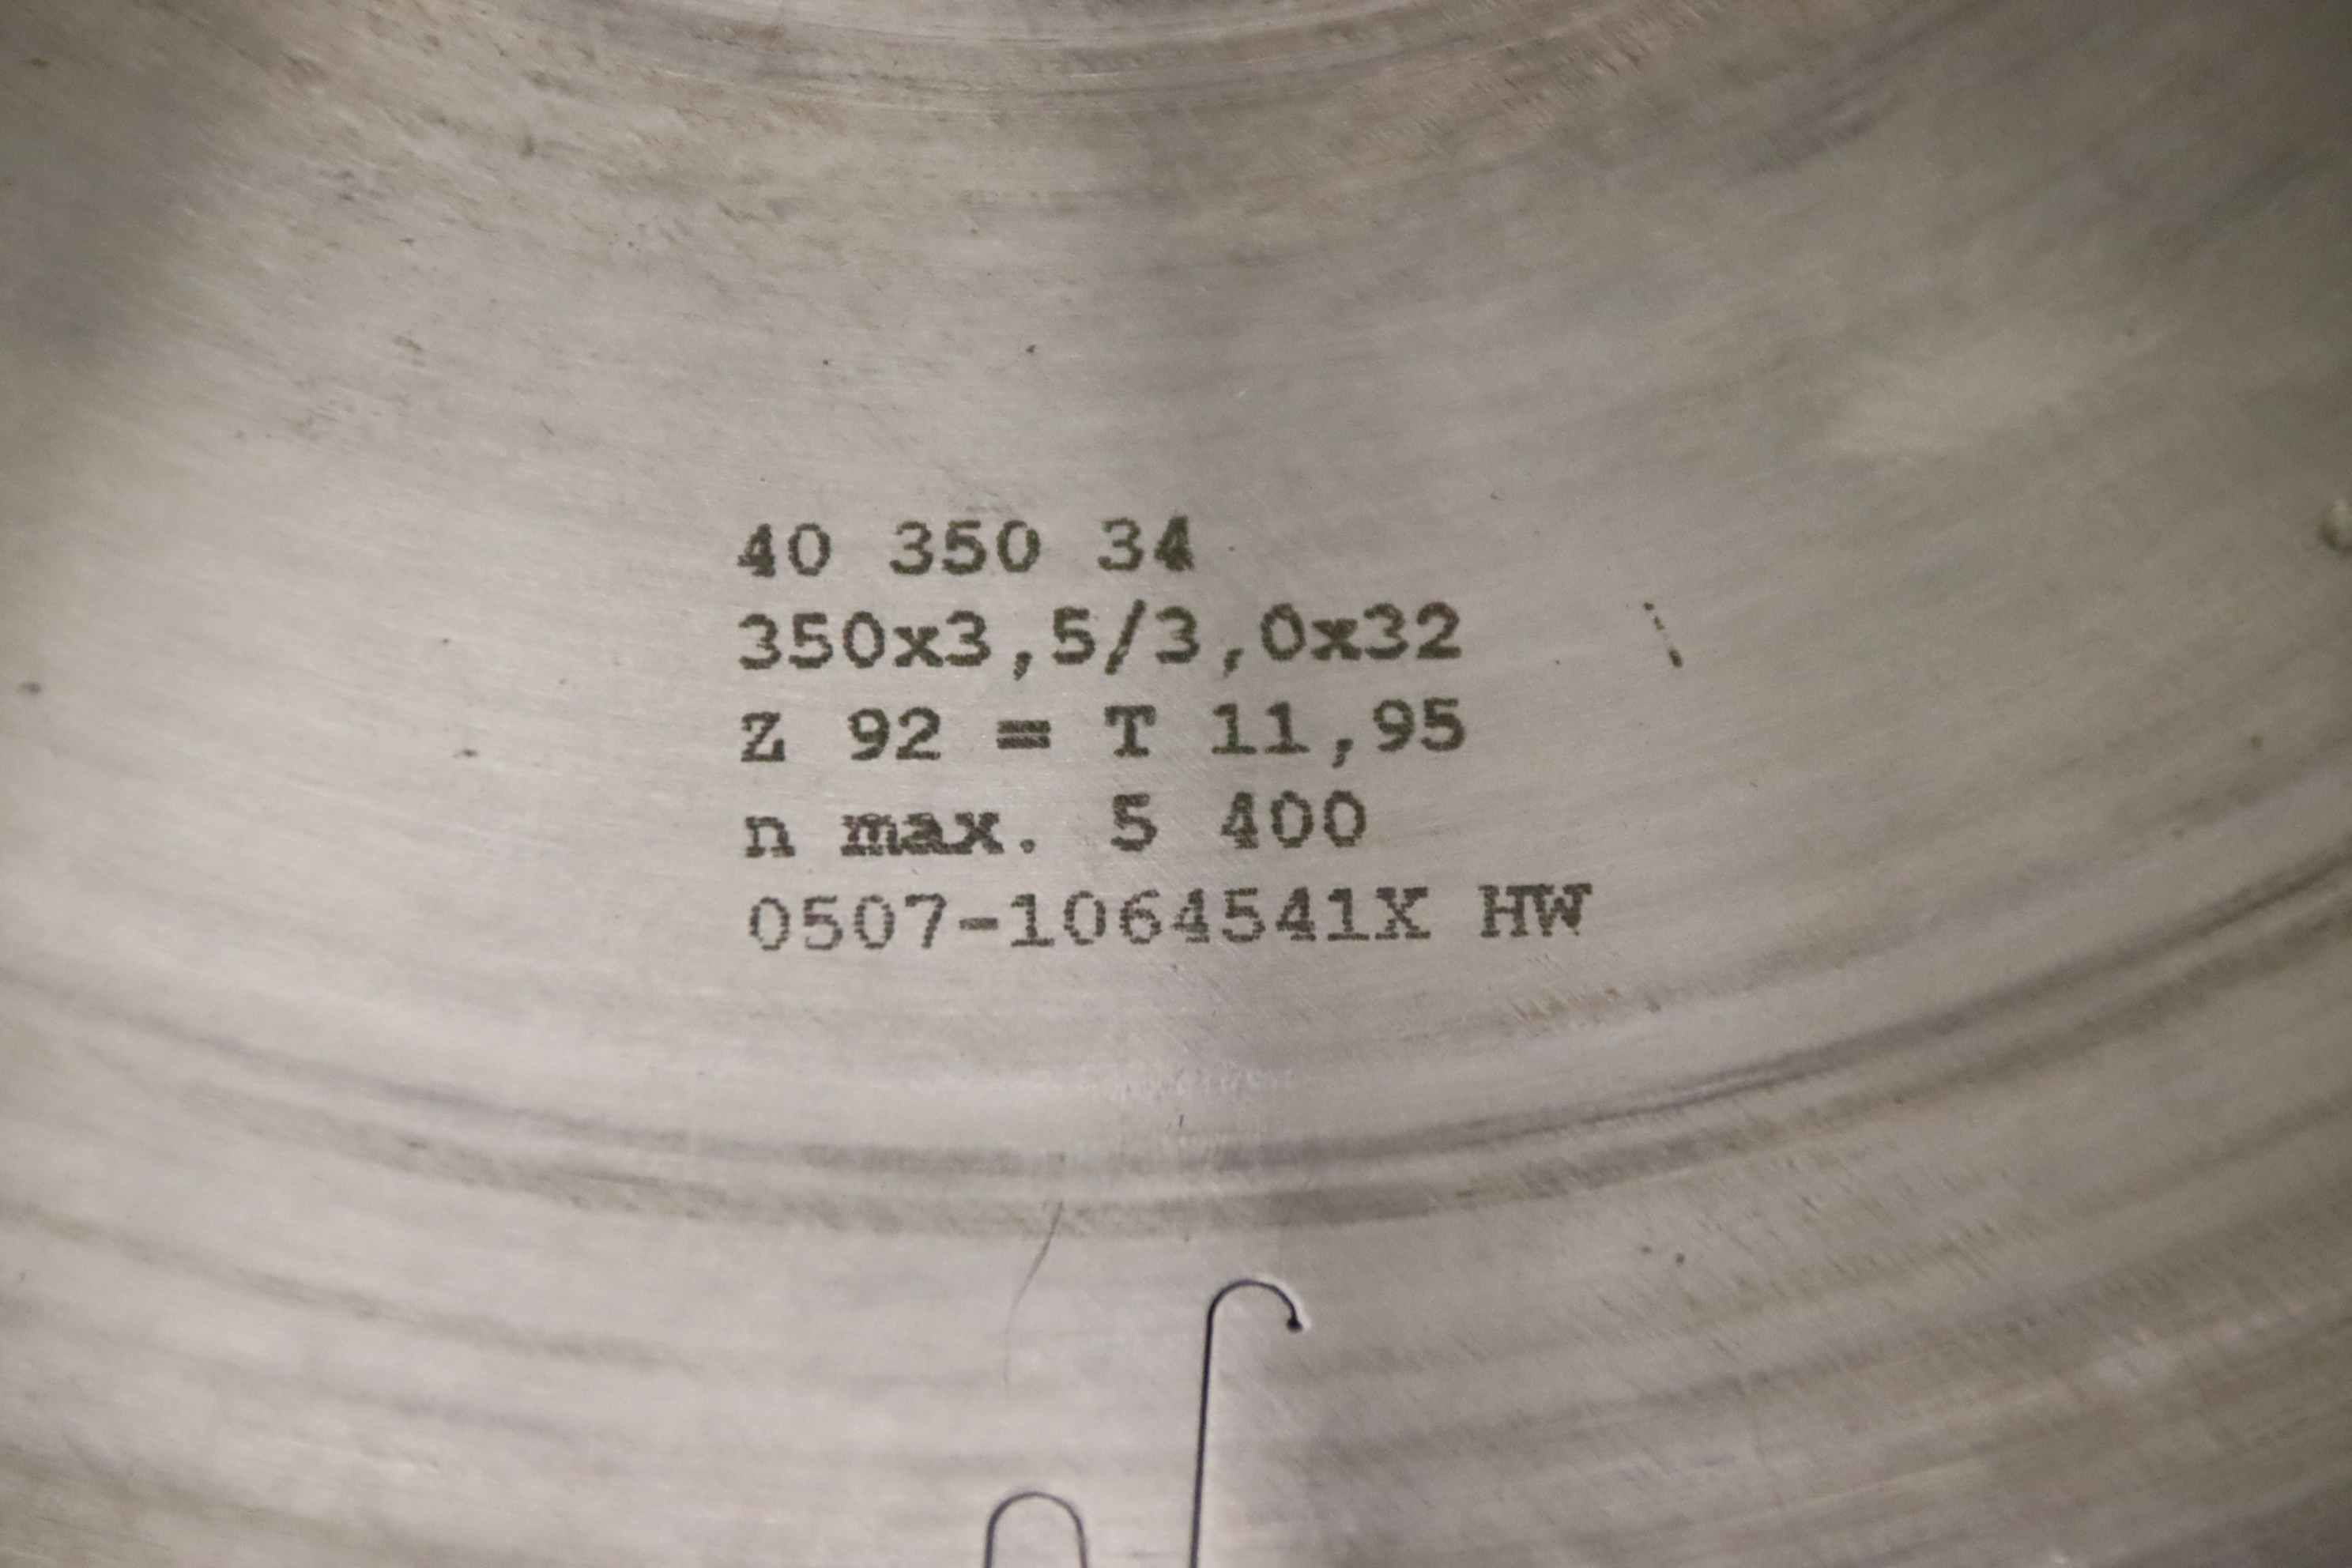 40 350 34
350x3,5/3,0x32
Z 92 = T 11,95
n max. 5 400
0507-1064541X HW